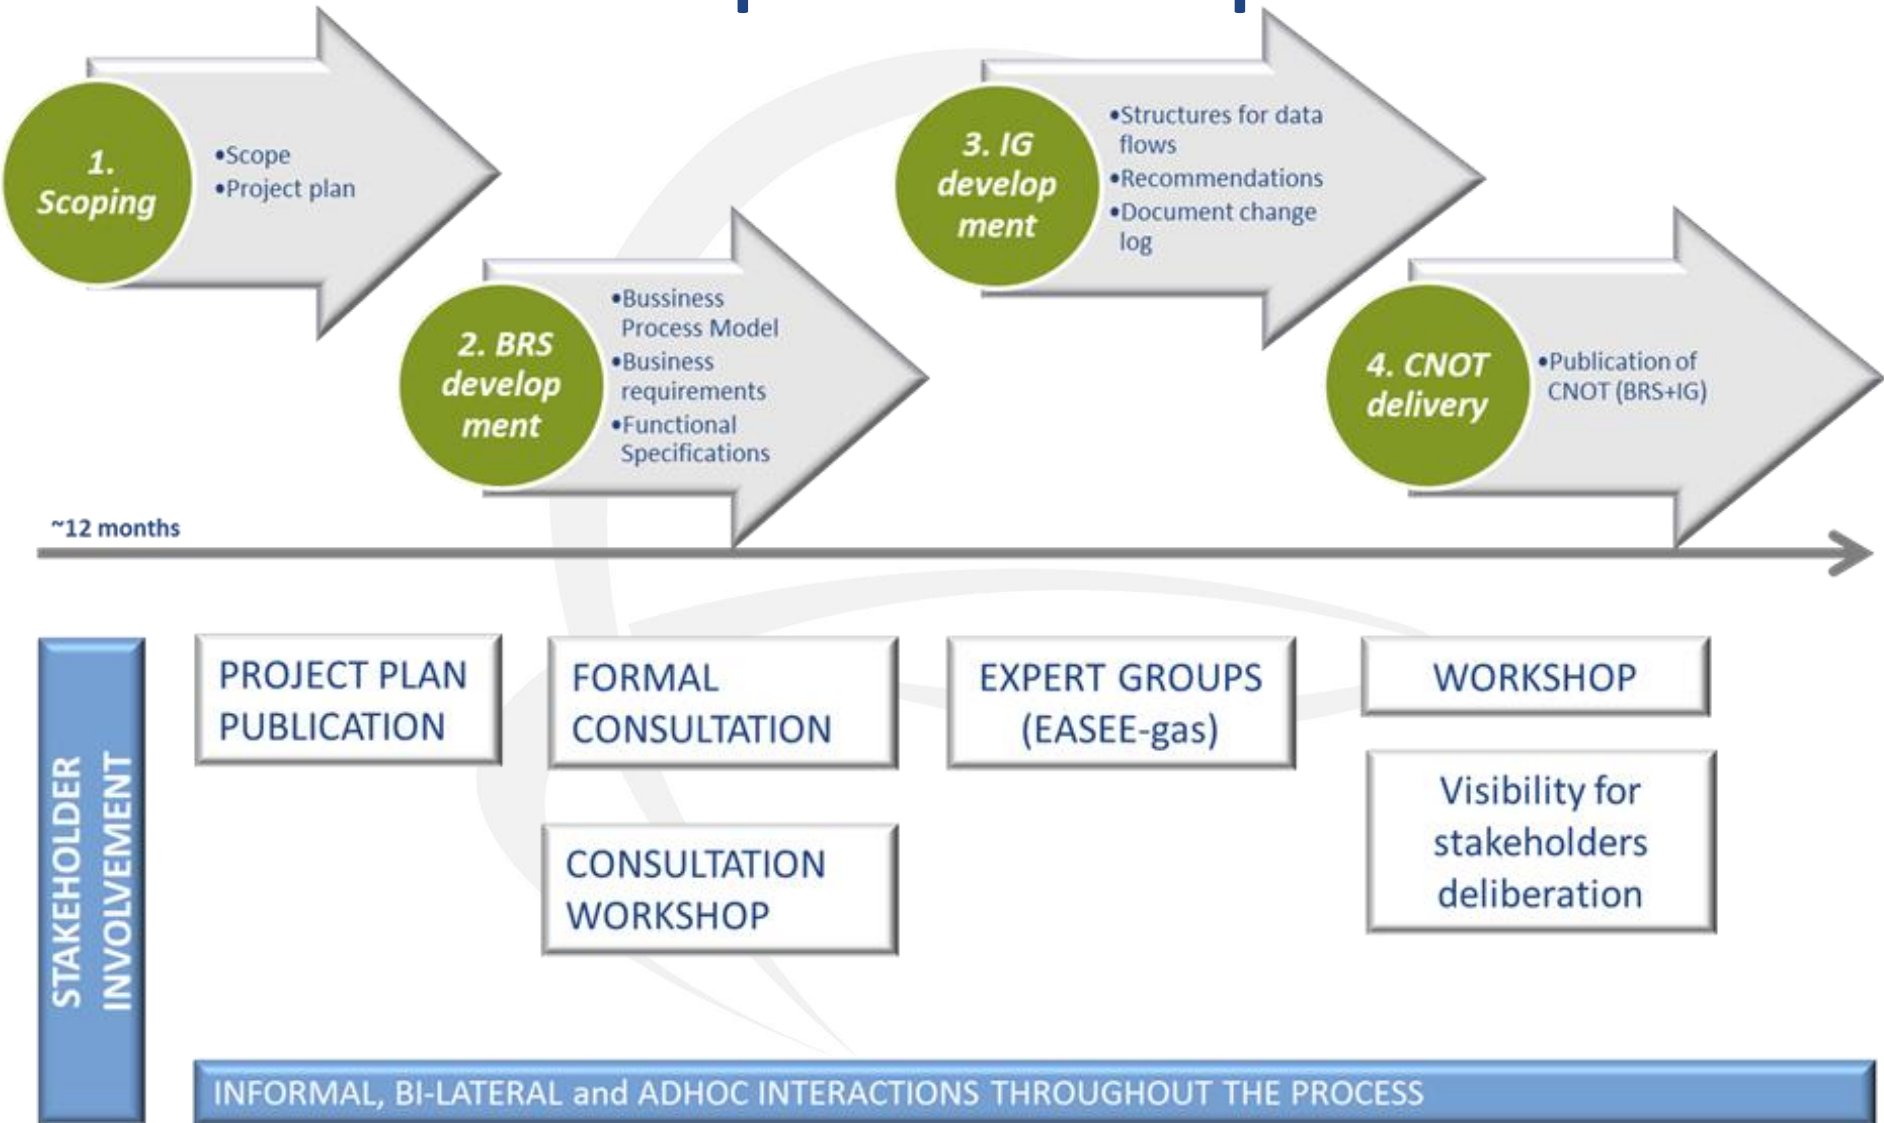 1.
Scoping
•Scope
•Project plan
2. BRS
develop
ment
•Bussiness
Process Model
•Business
requirements
•Functional
Specifications
3. IG
develop
ment
•Structures for data
flows
•Recommendations
•Document change
log
4. CNOT
delivery
•Publication of
CNOT (BRS+IG)
~12 months
STAKEHOLDER
INVOLVEMENT
PROJECT PLAN
PUBLICATION
FORMAL
CONSULTATION
CONSULTATION
WORKSHOP
EXPERT GROUPS
(EASEE-gas)
WORKSHOP
Visibility for
stakeholders
deliberation
INFORMAL, BI-LATERAL and ADHOC INTERACTIONS THROUGHOUT THE PROCESS